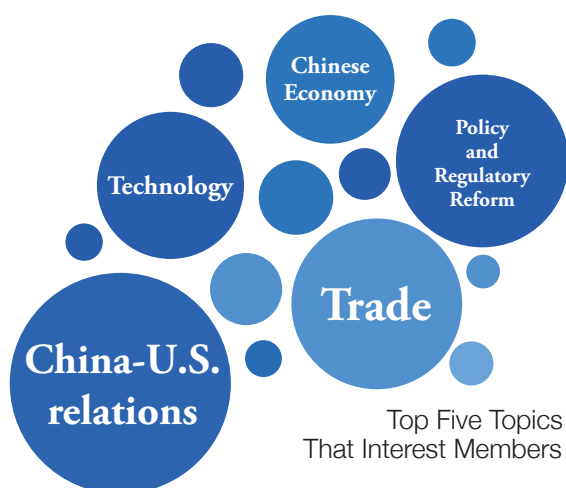 Chinese
Economy
Policy
and
Regulatory
Reform
Technology
Trade
China-U.S.
relations
Top Five Topics
That Interest Members